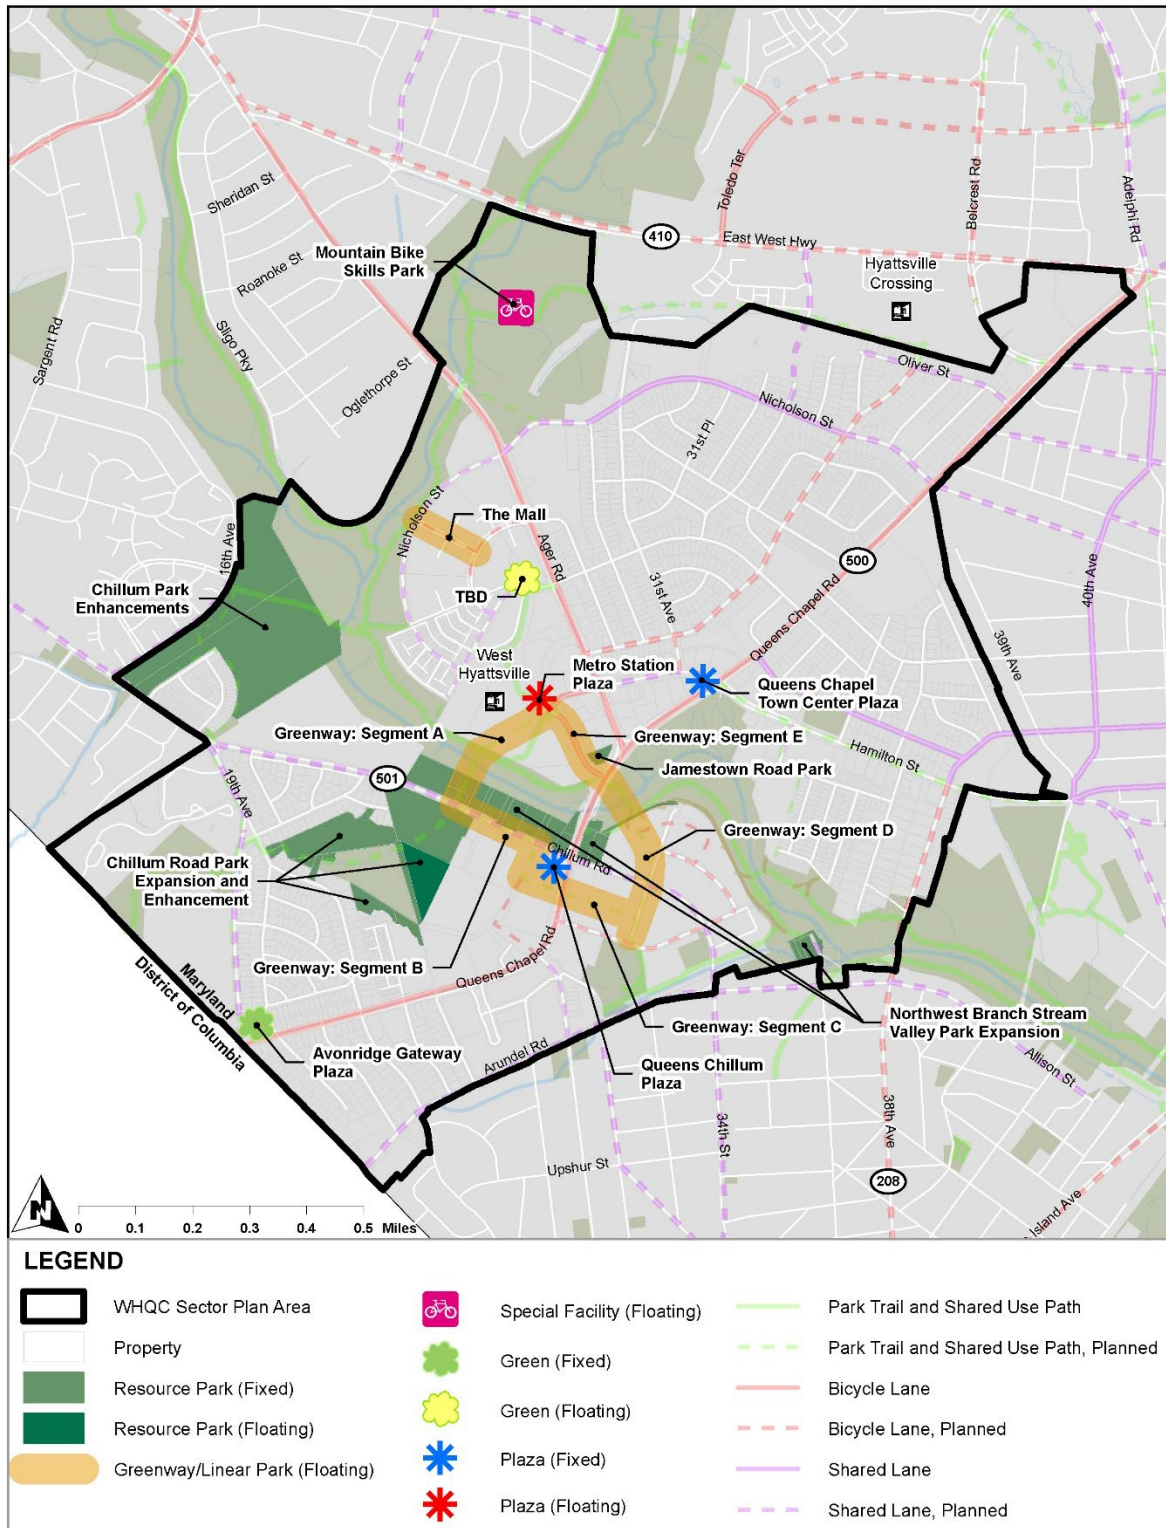 Sheridan St
Toledo Ter
Belcrest Rd
Adelphi Rd
410
East West Hwy
Mountain Bike
Skills Park
Roanoke St
Hyattsville
Crossing
Sargent Rd
Sligo Pky
Oglethorpe St
Oliver St
Nicholson St
31st Pl
Nicholson St
The Mall
16th Ave
Ager Rd
500
40th Ave
Chillum Park
Enhancements
TBD
31st Ave
Queens Chapel Rd
39th Ave
West
Hyattsville
Metro Station
Plaza
Queens Chapel
Town Center Plaza
Greenway: Segment A
Greenway: Segment E
Hamilton St
Jamestown Road Park
501
19th Ave
Greenway: Segment D
Chillum Rd
Chillum Road Park
Expansion and
Enhancement
Greenway: Segment B
Queens Chapel Rd
Maryland
District of Columbia
Northwest Branch Stream
Valley Park Expansion
Greenway: Segment C
Avonridge Gateway
Plaza
Arundel Rd
Queens Chillum
Plaza
Allison St
34th St
38th Ave
Upshur St
208
Island Ave
N
0 0.1 0.2 0.3 0.4 0.5 Miles
LEGEND
WHQC Sector Plan Area
Property
Resource Park (Fixed)
Resource Park (Floating)
Greenway/Linear Park (Floating)
Special Facility (Floating)
Green (Fixed)
Green (Floating)
Plaza (Fixed)
Plaza (Floating)
Park Trail and Shared Use Path
Park Trail and Shared Use Path, Planned
Bicycle Lane
Bicycle Lane, Planned
Shared Lane
Shared Lane, Planned